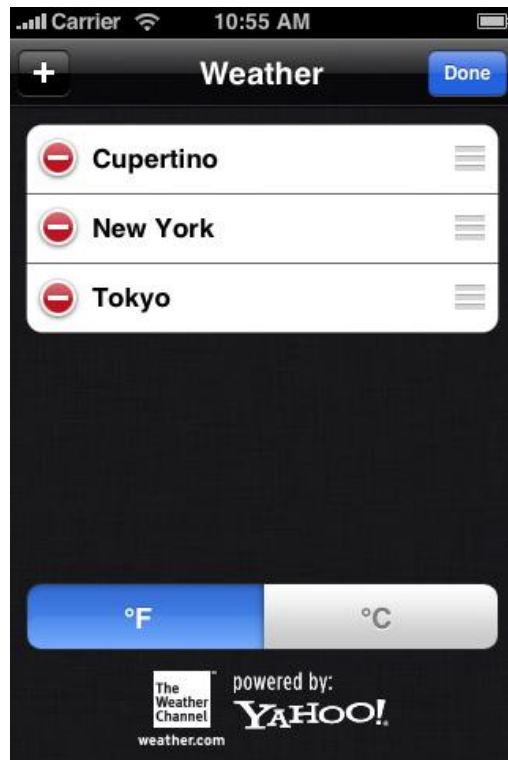 Carrier 10:55 AM
+ Weather Done
Cupertino
New York
Tokyo
°F °C
The
Weather
Channel
weather.com
powered by:
YAHOO!